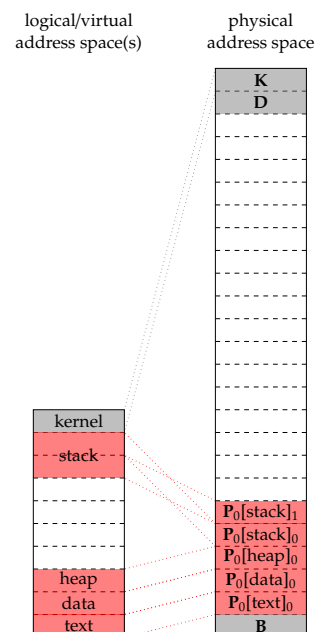 logical/virtual
address space(s)
physical
address space
K
D
kernel
stack
heap
data
text
P0[stack]1
P0[stack]0
P0[heap]0
P0[data]0
P0[text]0
B